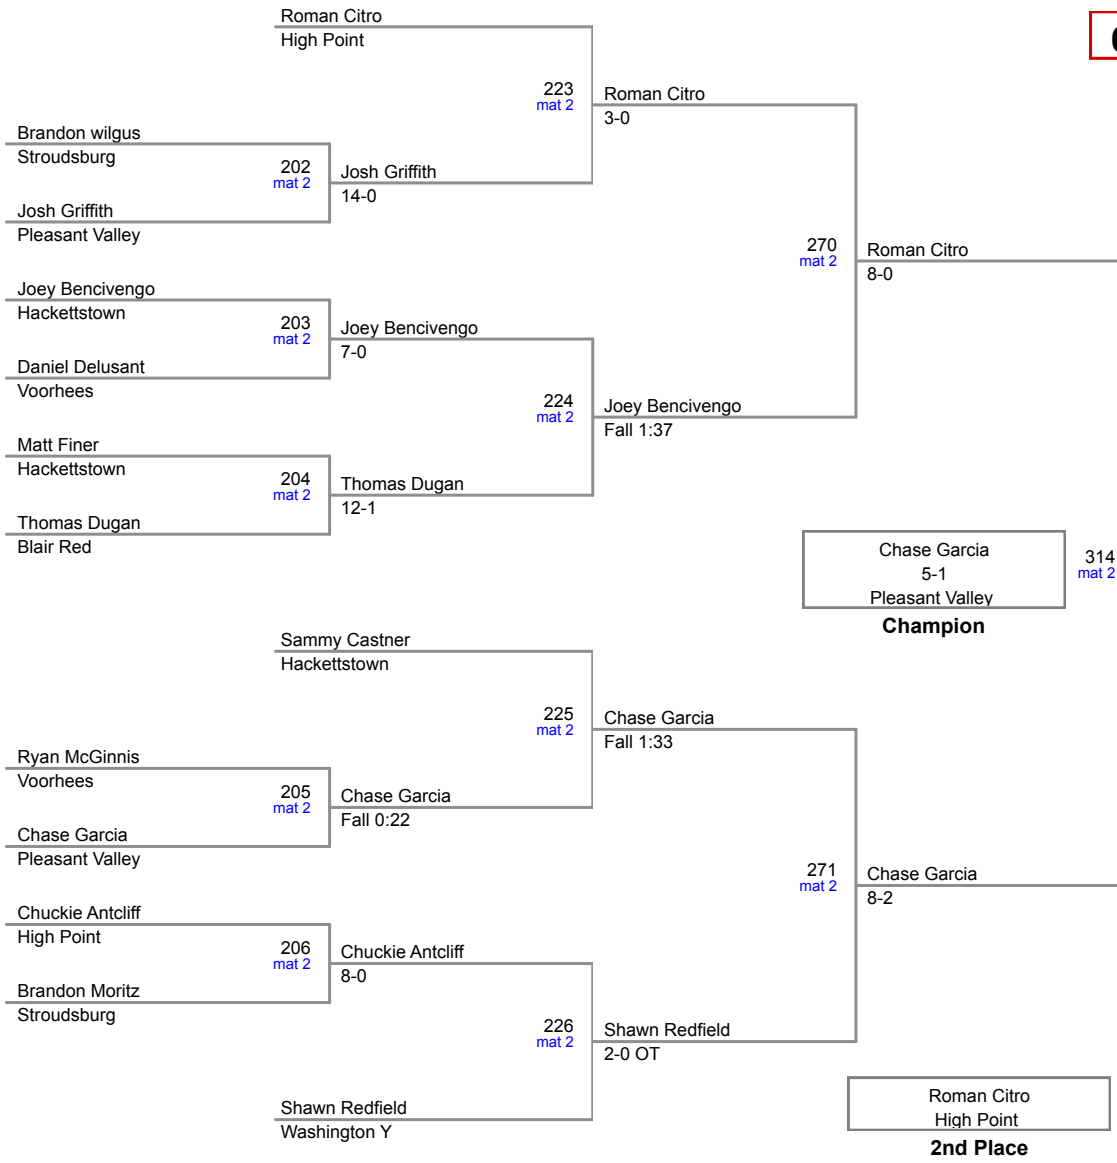 Roman Citro
High Point
223
mat 2
Roman Citro
3-0
Brandon wilgus
Stroudsburg
202
mat 2
Josh Griffith
14-0
Josh Griffith
Pleasant Valley
270
mat 2
Roman Citro
8-0
Joey Bencivengo
Hackettstown
203
mat 2
Joey Bencivengo
7-0
Daniel Delusant
Voorhees
224
mat 2
Joey Bencivengo
Fall 1:37
Matt Finer
Hackettstown
204
mat 2
Thomas Dugan
12-1
Thomas Dugan
Blair Red
Chase Garcia
5-1
Pleasant Valley
Champion
314
mat 2
Sammy Castner
Hackettstown
225
mat 2
Chase Garcia
Fall 1:33
Ryan McGinnis
Voorhees
205
mat 2
Chase Garcia
Fall 0:22
Chase Garcia
Pleasant Valley
271
mat 2
Chase Garcia
8-2
Chuckie Antcliff
High Point
206
mat 2
Chuckie Antcliff
8-0
Brandon Moritz
Stroudsburg
226
mat 2
Shawn Redfield
2-0 OT
Shawn Redfield
Washington Y
Roman Citro
High Point
2nd Place